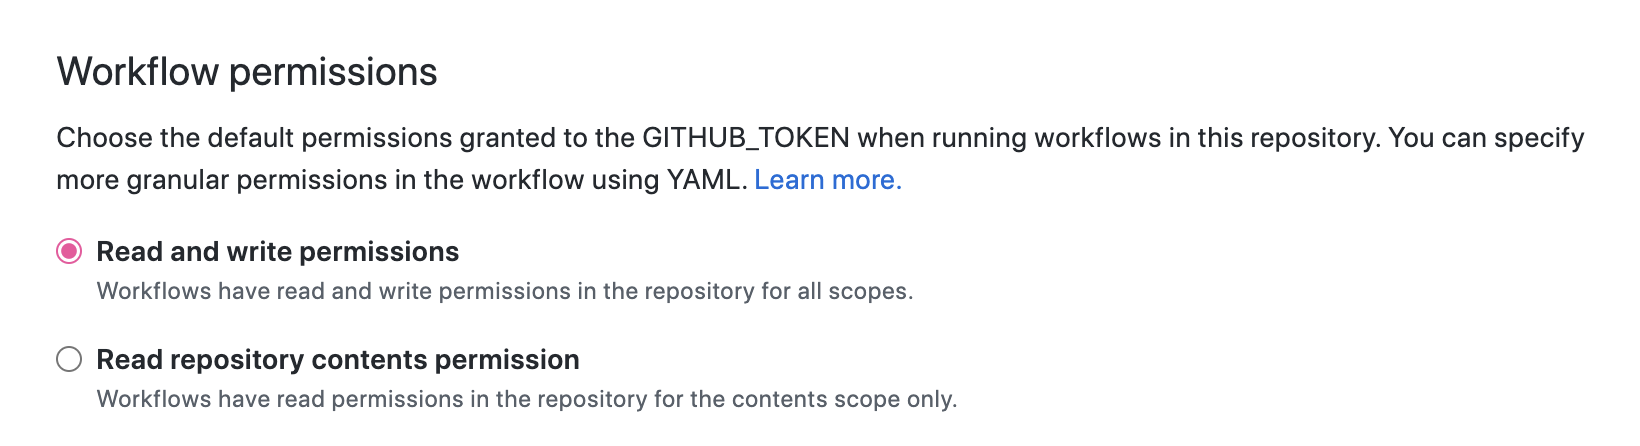 Workflow permissions
Choose the default permissions granted to the GITHUB_TOKEN when running workflows in this repository. You can specify
more granular permissions in the workflow using YAML. Learn more.
Read and write permissions
Workflows have read and write permissions in the repository for all scopes.
Read repository contents permission
Workflows have read permissions in the repository for the contents scope only.